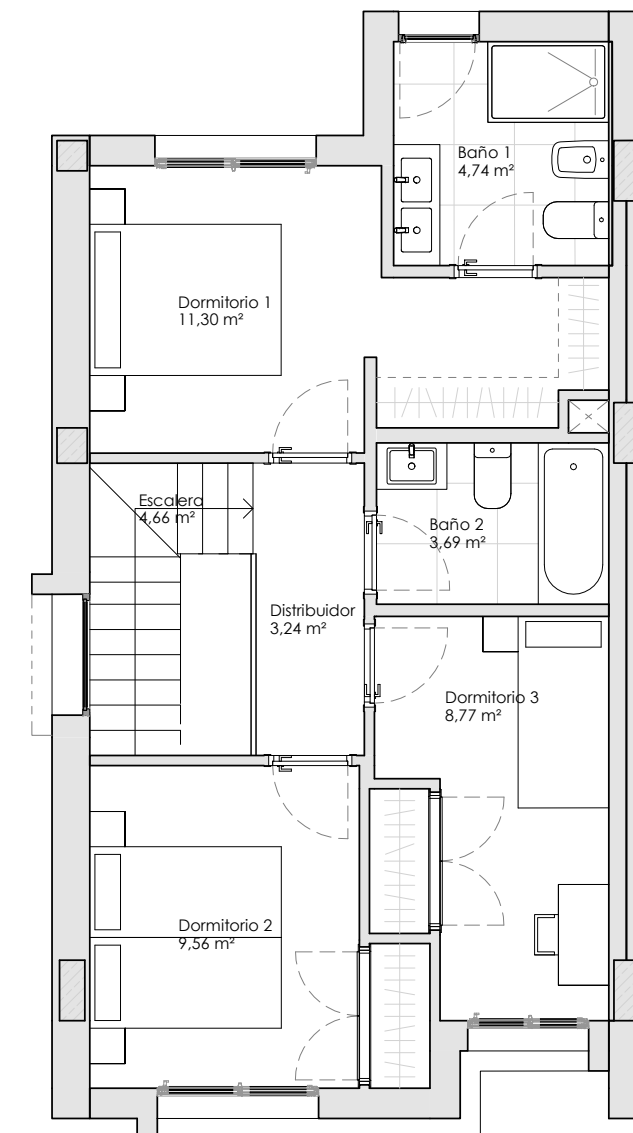 Baño 1
4,74 m²
Dormitorio 1
11,30 m²
Escalera
4,66 m²
Baño 2
3,69 m²
Distribuidor
3,24 m²
Dormitorio 3
8,77 m²
Dormitorio 2
9,56 m²